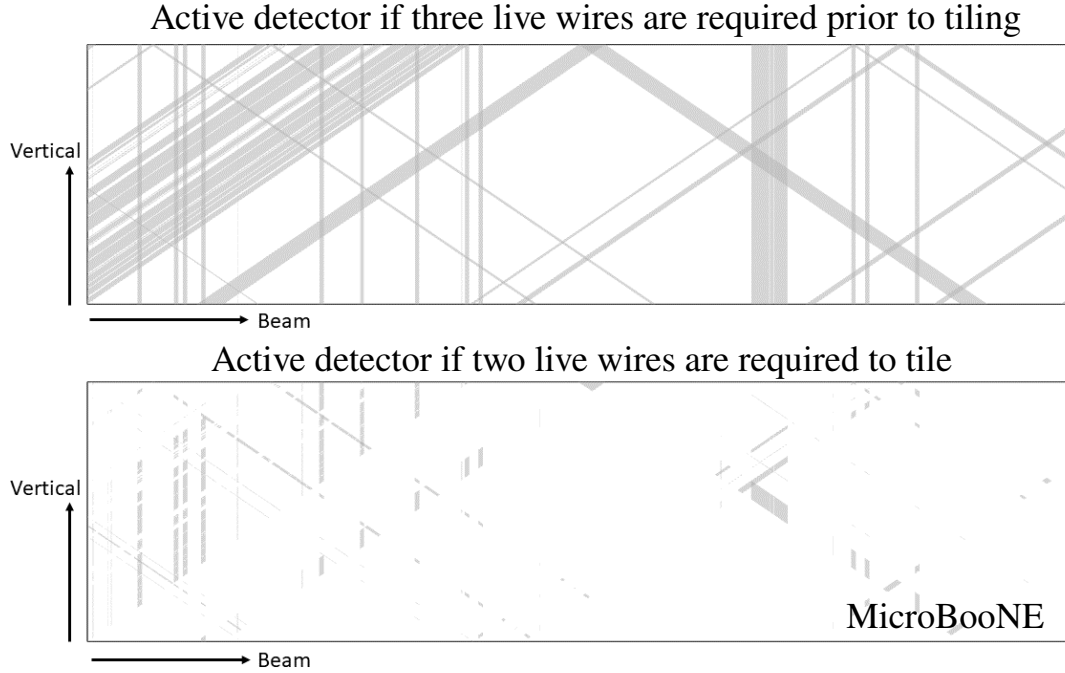 Active detector if three live wires are required prior to tiling
Vertical
Beam
Active detector if two live wires are required to tile
Vertical
MicroBooNE
Beam